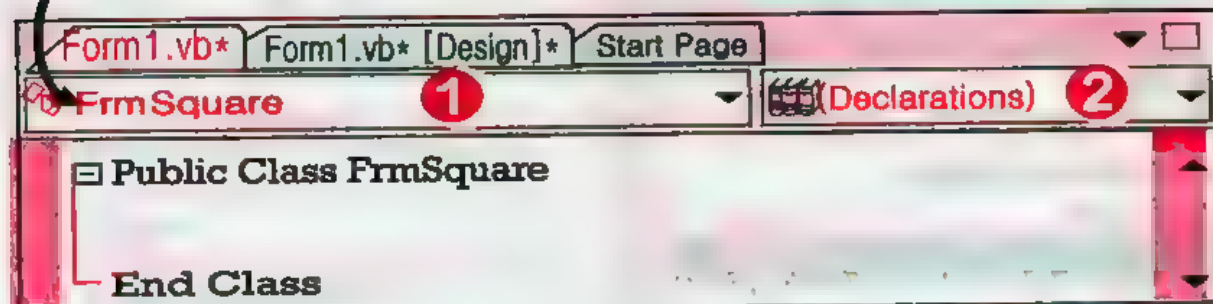 Form1.vb* Form1.vb* [Design]* Start Page
FrmSquare 1 (Declarations) 2
Public Class FrmSquare
End Class